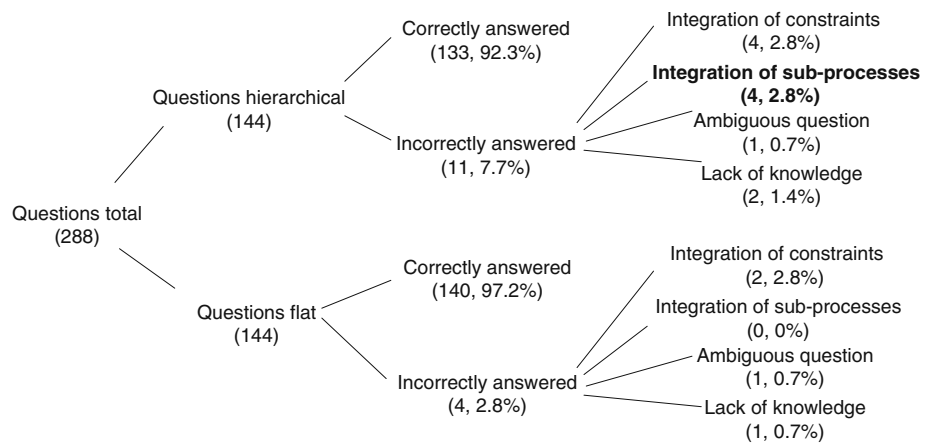 Questions total
(288)
Questions hierarchical
(144)
Correctly answered
(133, 92.3%)
Incorrectly answered
(11, 7.7%)
Integration of constraints
(4, 2.8%)
Integration of sub-processes
(4, 2.8%)
Ambiguous question
(1, 0.7%)
Lack of knowledge
(2, 1.4%)
Questions flat
(144)
Correctly answered
(140, 97.2%)
Incorrectly answered
(4, 2.8%)
Integration of constraints
(2, 2.8%)
Integration of sub-processes
(0, 0%)
Ambiguous question
(1, 0.7%)
Lack of knowledge
(1, 0.7%)